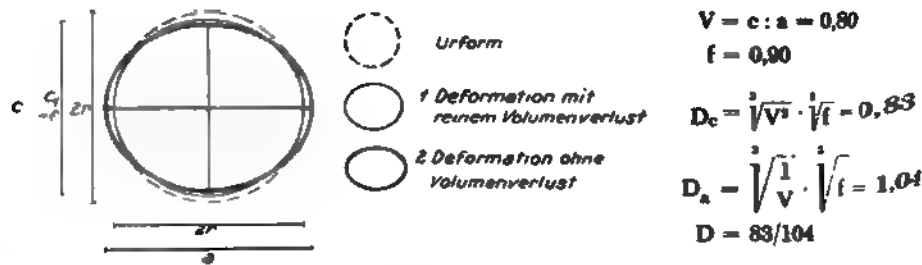 c
2r
Urform
1 Deformation mit
reinem Volumenverlust
2 Deformation ohne
Volumenverlust
2r
a
V = c : a = 0,80
f = 0,90
D_c = ∛V² · ∛f = 0,83
D_a = ∛(1/V) · ∛f = 1,04
D = 83/104